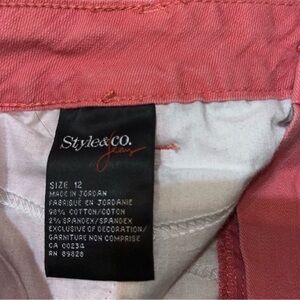 Style&co.
Jeans
SIZE 12
MADE IN JORDAN
FABRIQUÉ EN JORDANIE
98% COTTON/COTON
2% SPANDEX/SPANDEX
EXCLUSIVE OF DECORATION/
GARNITURE NON COMPRISE
CA 00234
RN 89820